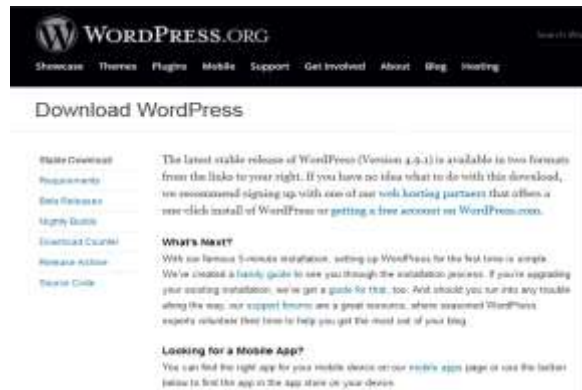 WORDPRESS.ORG
Showcase Themes Plugins Mobile Support Get Involved About Blog Hosting
Download WordPress
Stable Download
Requirements
Beta Releases
Nightly Builds
Download Counter
Release Archive
Source Code
The latest stable release of WordPress (Version 4.9.1) is available in two formats
from the links to your right. If you have no idea what to do with this download,
we recommend signing up with one of our web hosting partners that offers a
one-click install of WordPress or getting a free account on WordPress.com.
What's Next?
With our famous 5-minute installation, setting up WordPress for the first time is simple.
We've created a handy guide to see you through the installation process. If you're upgrading
your existing installation, we've got a guide for that, too. And should you run into any trouble
along the way, our support forums are a great resource, where seasoned WordPress
experts volunteer their time to help you get the most out of your blog.
Looking for a Mobile App?
You can find the right app for your mobile device on our mobile apps page or use the button
below to find the app in the app store on your device.